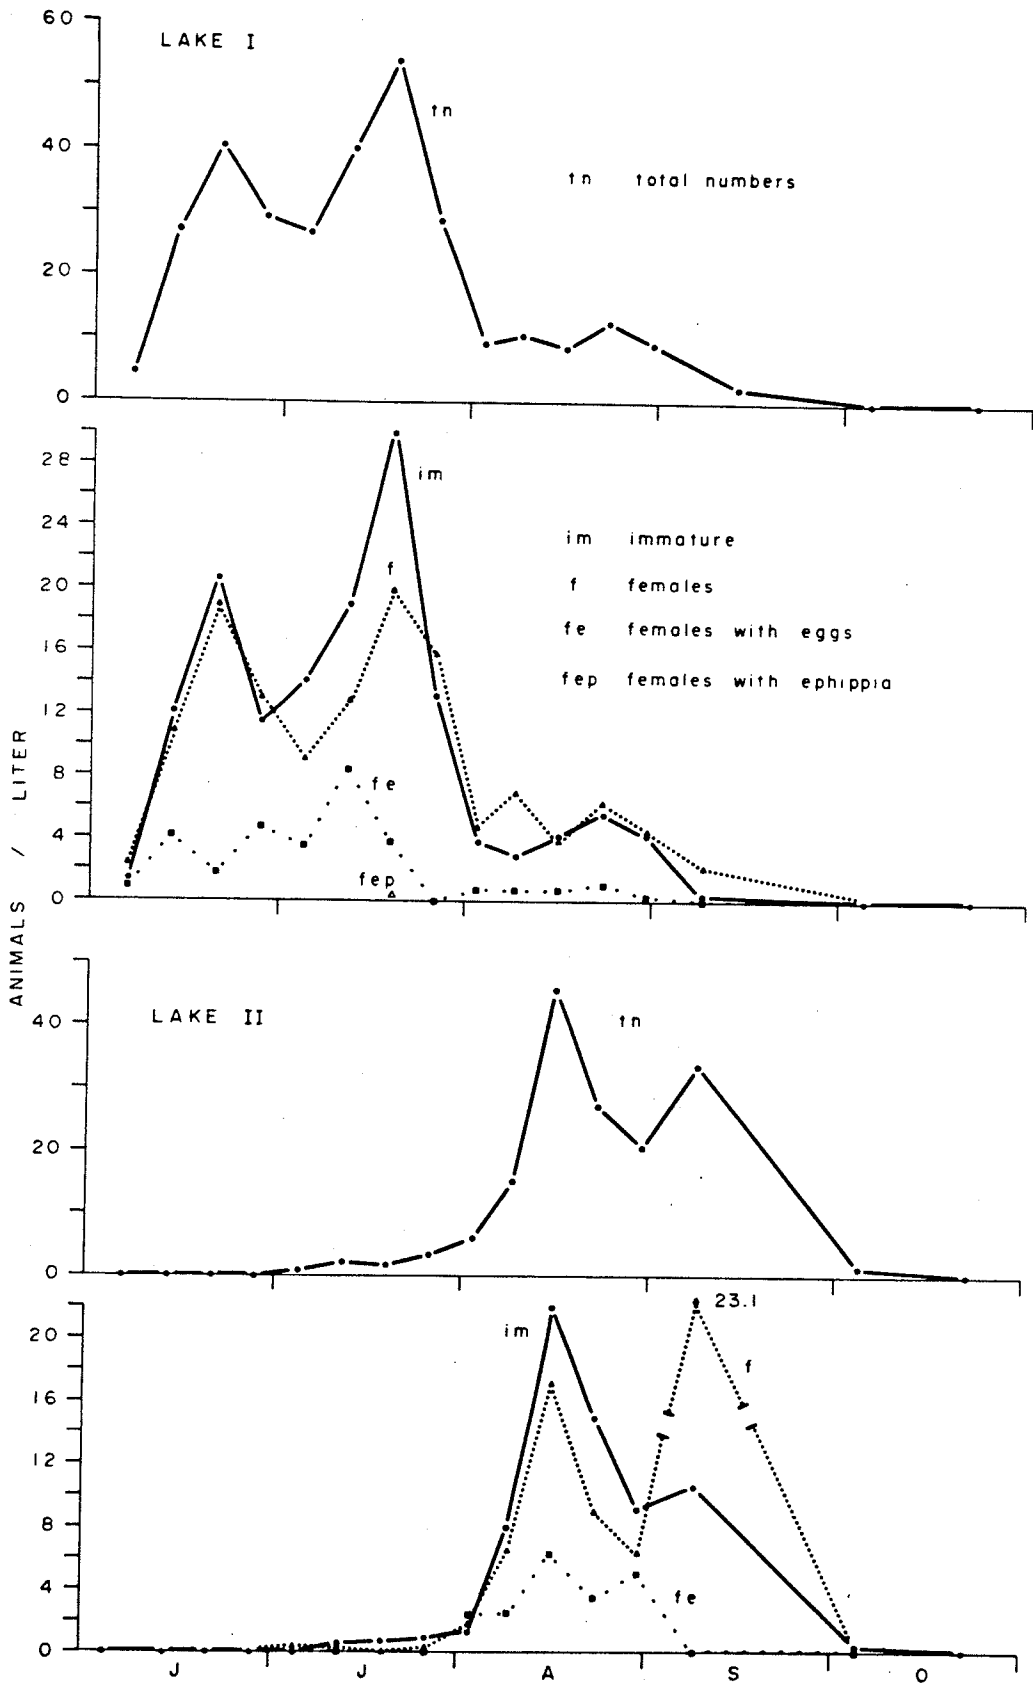 60
LAKE I
tn
40
tn total numbers
20
0
28
im
24
im immature
f
20
f females
16
fe females with eggs
fep females with ephippia
12
8
fe
4
fep
0
ANIMALS / LITER
LAKE II
tn
40
20
0
23.1
im
20
f
16
12
8
4
fe
0
J J A S O